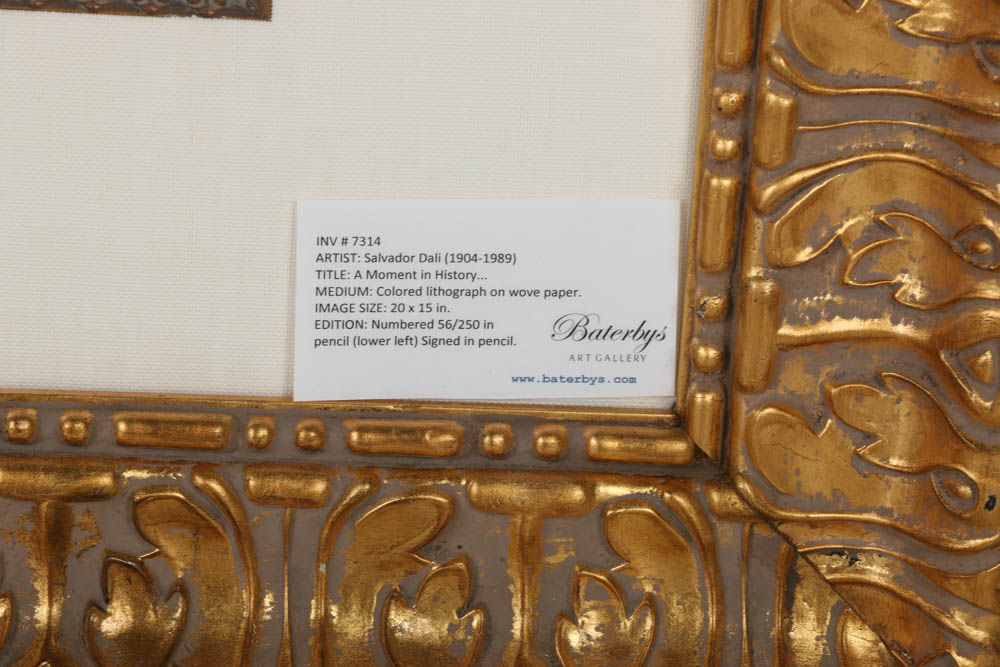 INV # 7314
ARTIST: Salvador Dali (1904-1989)
TITLE: A Moment in History...
MEDIUM: Colored lithograph on wove paper.
IMAGE SIZE: 20 x 15 in.
EDITION: Numbered 56/250 in
pencil (lower left) Signed in pencil.
Baterbys
ART GALLERY
www.baterbys.com